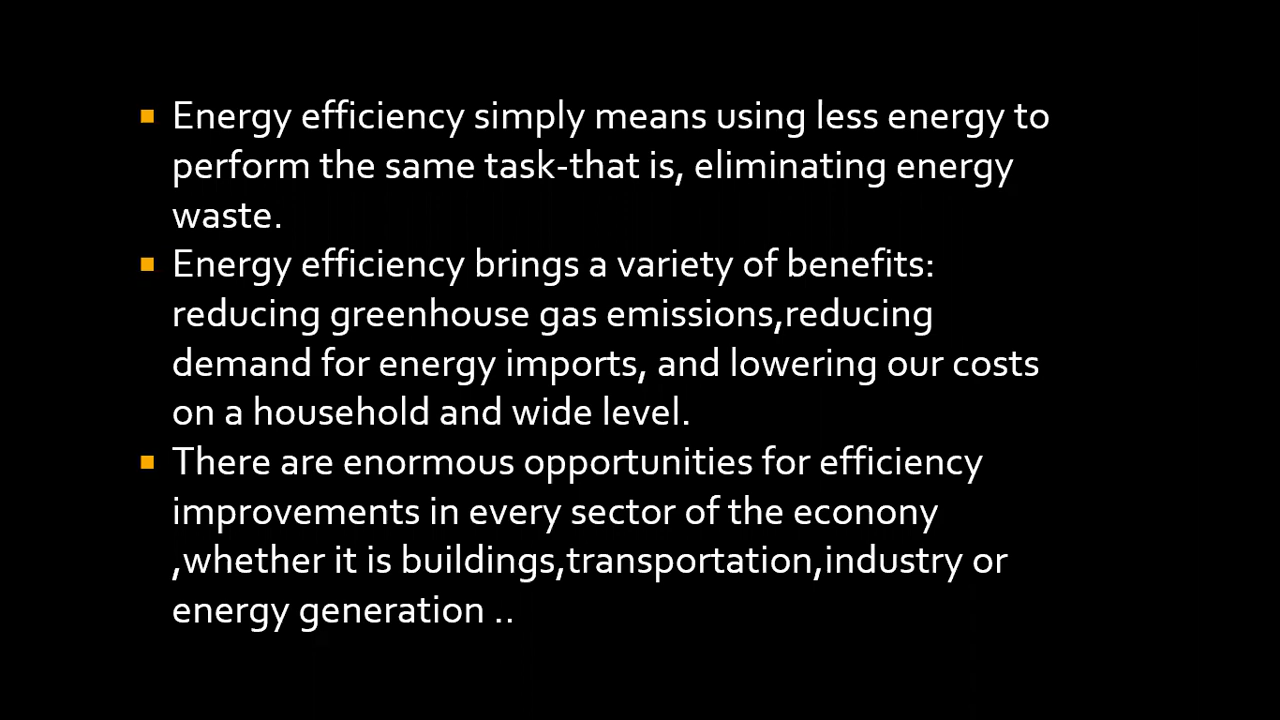 Energy efficiency simply means using less energy to
perform the same task-that is, eliminating energy
waste.
Energy efficiency brings a variety of benefits:
reducing greenhouse gas emissions,reducing
demand for energy imports, and lowering our costs
on a household and wide level.
There are enormous opportunities for efficiency
improvements in every sector of the econony
,whether it is buildings,transportation,industry or
energy generation ..